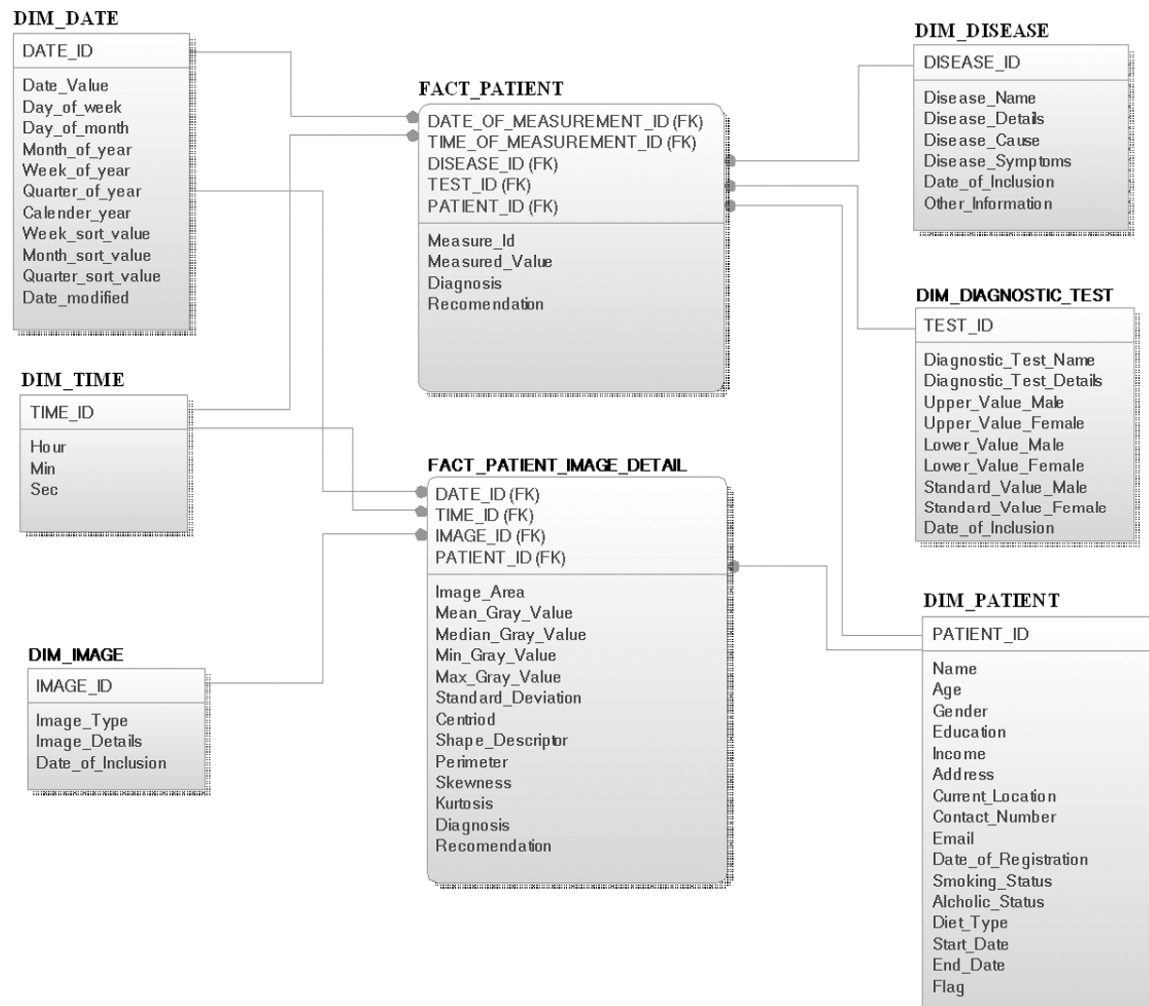 DIM_DATE
DATE_ID
Date_Value
Day_of_week
Day_of_month
Month_of_year
Week_of_year
Quarter_of_year
Calender_year
Week_sort_value
Month_sort_value
Quarter_sort_value
Date_modified
DIM_TIME
TIME_ID
Hour
Min
Sec
DIM_IMAGE
IMAGE_ID
Image_Type
Image_Details
Date_of_Inclusion
FACT_PATIENT
DATE_OF_MEASUREMENT_ID (FK)
TIME_OF_MEASUREMENT_ID (FK)
DISEASE_ID (FK)
TEST_ID (FK)
PATIENT_ID (FK)
Measure_Id
Measured_Value
Diagnosis
Recomendation
FACT_PATIENT_IMAGE_DETAIL
DATE_ID (FK)
TIME_ID (FK)
IMAGE_ID (FK)
PATIENT_ID (FK)
Image_Area
Mean_Gray_Value
Median_Gray_Value
Min_Gray_Value
Max_Gray_Value
Standard_Deviation
Centriod
Shape_Descriptor
Perimeter
Skewness
Kurtosis
Diagnosis
Recomendation
DIM_DISEASE
DISEASE_ID
Disease_Name
Disease_Details
Disease_Cause
Disease_Symptoms
Date_of_Inclusion
Other_Information
DIM_DIAGNOSTIC_TEST
TEST_ID
Diagnostic_Test_Name
Diagnostic_Test_Details
Upper_Value_Male
Upper_Value_Female
Lower_Value_Male
Lower_Value_Female
Standard_Value_Male
Standard_Value_Female
Date_of_Inclusion
DIM_PATIENT
PATIENT_ID
Name
Age
Gender
Education
Income
Address
Current_Location
Contact_Number
Email
Date_of_Registration
Smoking_Status
Alcholic_Status
Diet_Type
Start_Date
End_Date
Flag